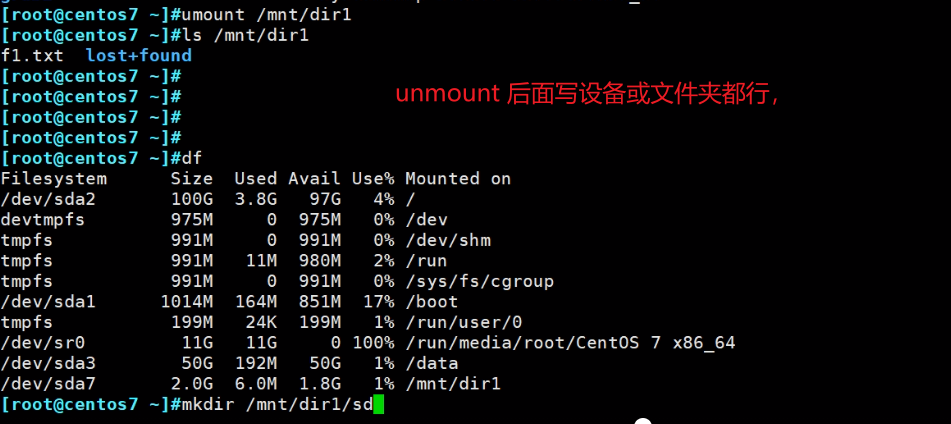 [root@centos7 ~]#umount /mnt/dir1
[root@centos7 ~]#ls /mnt/dir1
f1.txt  lost+found
[root@centos7 ~]#
[root@centos7 ~]#
unmount 后面写设备或文件夹都行，
[root@centos7 ~]#
[root@centos7 ~]#
[root@centos7 ~]#df
Filesystem      Size  Used Avail Use% Mounted on
/dev/sda2       100G  3.8G   97G   4% /
devtmpfs        975M     0  975M   0% /dev
tmpfs           991M     0  991M   0% /dev/shm
tmpfs           991M   11M  980M   2% /run
tmpfs           991M     0  991M   0% /sys/fs/cgroup
/dev/sda1      1014M  164M  851M  17% /boot
tmpfs           199M   24K  199M   1% /run/user/0
/dev/sr0         11G   11G     0 100% /run/media/root/CentOS 7 x86_64
/dev/sda3        50G  192M   50G   1% /data
/dev/sda7       2.0G  6.0M  1.8G   1% /mnt/dir1
[root@centos7 ~]#mkdir /mnt/dir1/sd